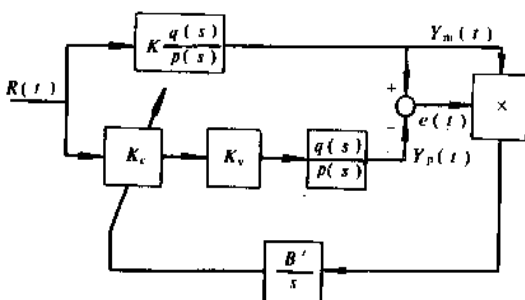 K q(s)/p(s)
Y_m(t)
R(t)
+
×
e(t)
−
K_c
K_v
q(s)/p(s)
Y_p(t)
B'/s